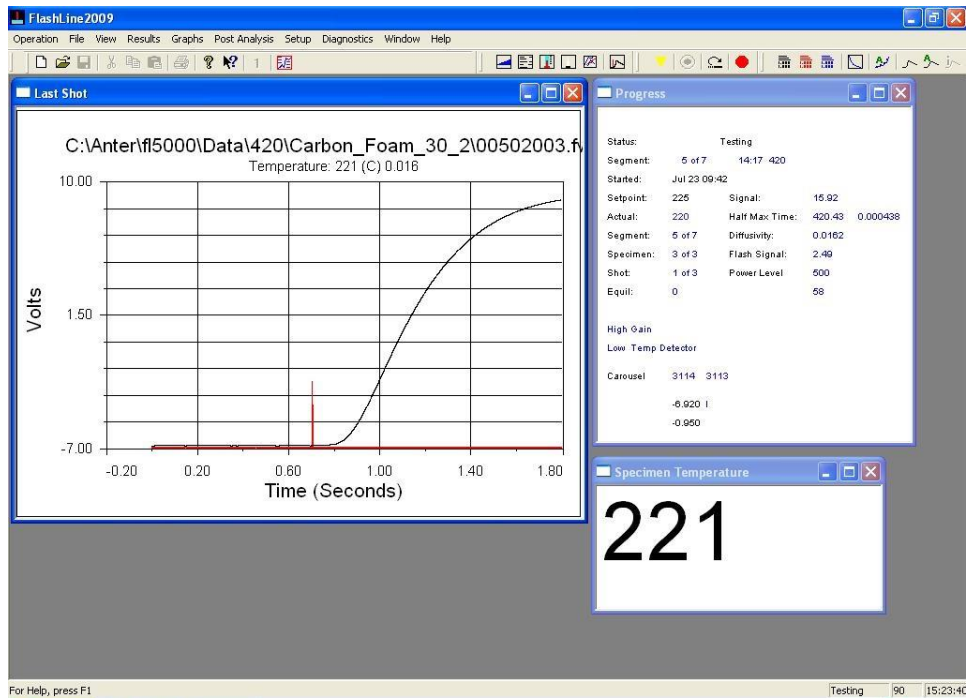 FlashLine2009
Operation File View Results Graphs Post Analysis Setup Diagnostics Window Help
1
Last Shot
C:\Anter\fl5000\Data\420\Carbon_Foam_30_2\00502003.fv
Temperature: 221 (C) 0.016
10.00
1.50
-7.00
Volts
-0.20 0.20 0.60 1.00 1.40 1.80
Time (Seconds)
Progress
Status: Testing
Segment: 5 of 7 14:17 420
Started: Jul 23 09:42
Setpoint: 225 Signal: 15.92
Actual: 220 Half Max Time: 420.43 0.000438
Segment: 5 of 7 Diffusivity: 0.0162
Specimen: 3 of 3 Flash Signal: 2.49
Shot: 1 of 3 Power Level 500
Equil: 0 58
High Gain
Low Temp Detector
Carousel 3114 3113
-6.920 I
-0.950
Specimen Temperature
221
For Help, press F1
Testing 90 15:23:40